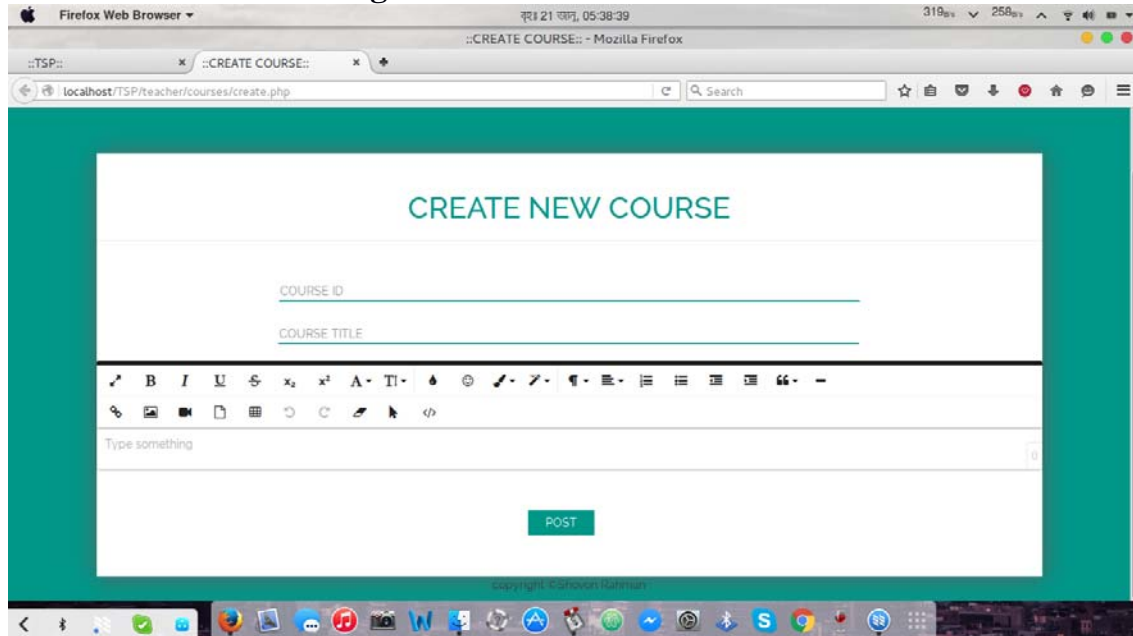 Firefox Web Browser
বৃহঃ 21 জানু, 05:38:39
::CREATE COURSE:: - Mozilla Firefox
::TSP::
::CREATE COURSE::
localhost/TSP/teacher/courses/create.php
Search
CREATE NEW COURSE
COURSE ID
COURSE TITLE
Type something
0
POST
copyright ©Shovon Rahman